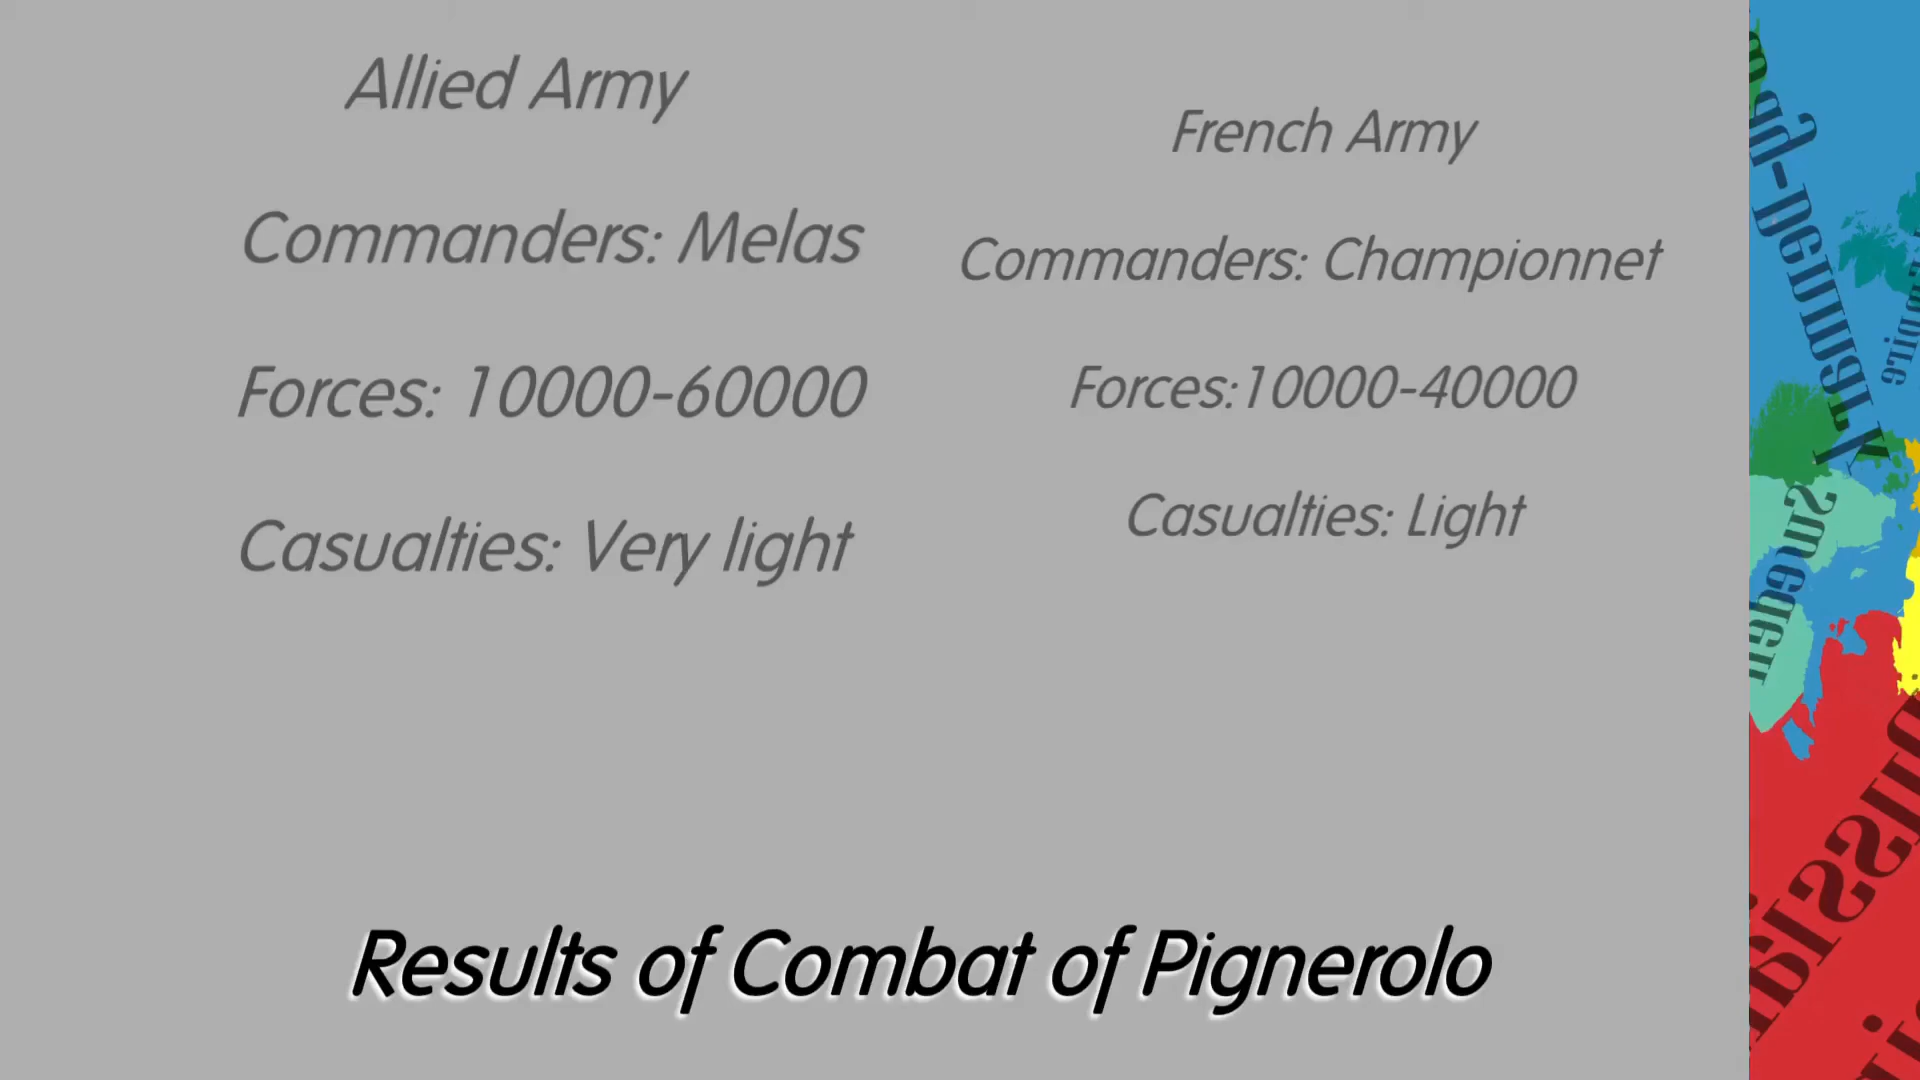 Allied Army
Commanders: Melas
Forces: 10000-60000
Casualties: Very light
French Army
Commanders: Championnet
Forces:10000-40000
Casualties: Light
Results of Combat of Pignerolo
Sweden